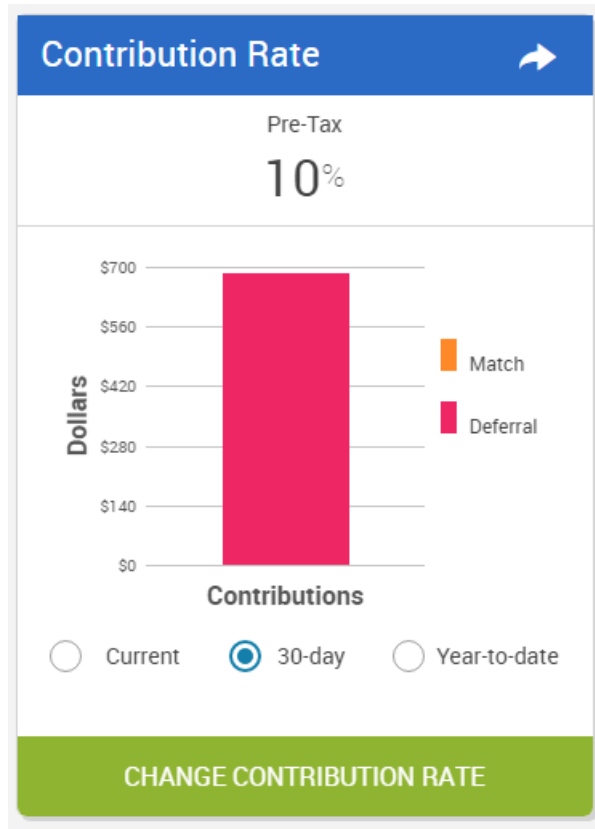 Contribution Rate
Pre-Tax
10%
$700
$560
$420
$280
$140
$0
Dollars
Match
Deferral
Contributions
Current 30-day Year-to-date
CHANGE CONTRIBUTION RATE